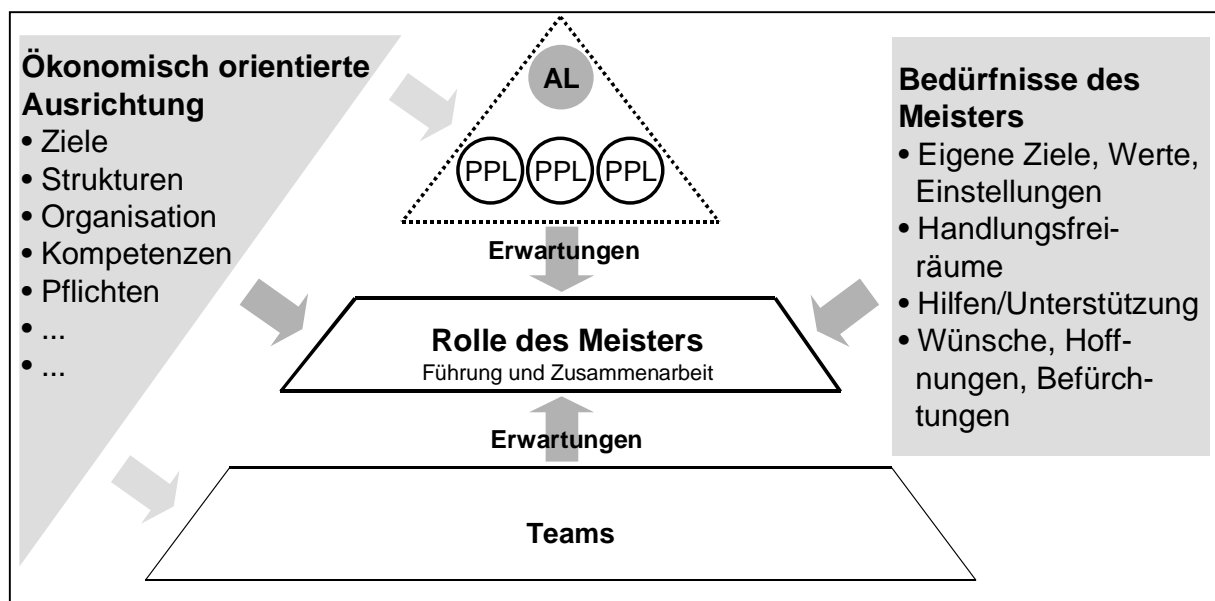 Ökonomisch orientierte
Ausrichtung
• Ziele
• Strukturen
• Organisation
• Kompetenzen
• Pflichten
• ...
• ...
AL
PPL PPL PPL
Erwartungen
Rolle des Meisters
Führung und Zusammenarbeit
Erwartungen
Teams
Bedürfnisse des
Meisters
• Eigene Ziele, Werte,
Einstellungen
• Handlungsfrei-
räume
• Hilfen/Unterstützung
• Wünsche, Hoff-
nungen, Befürch-
tungen